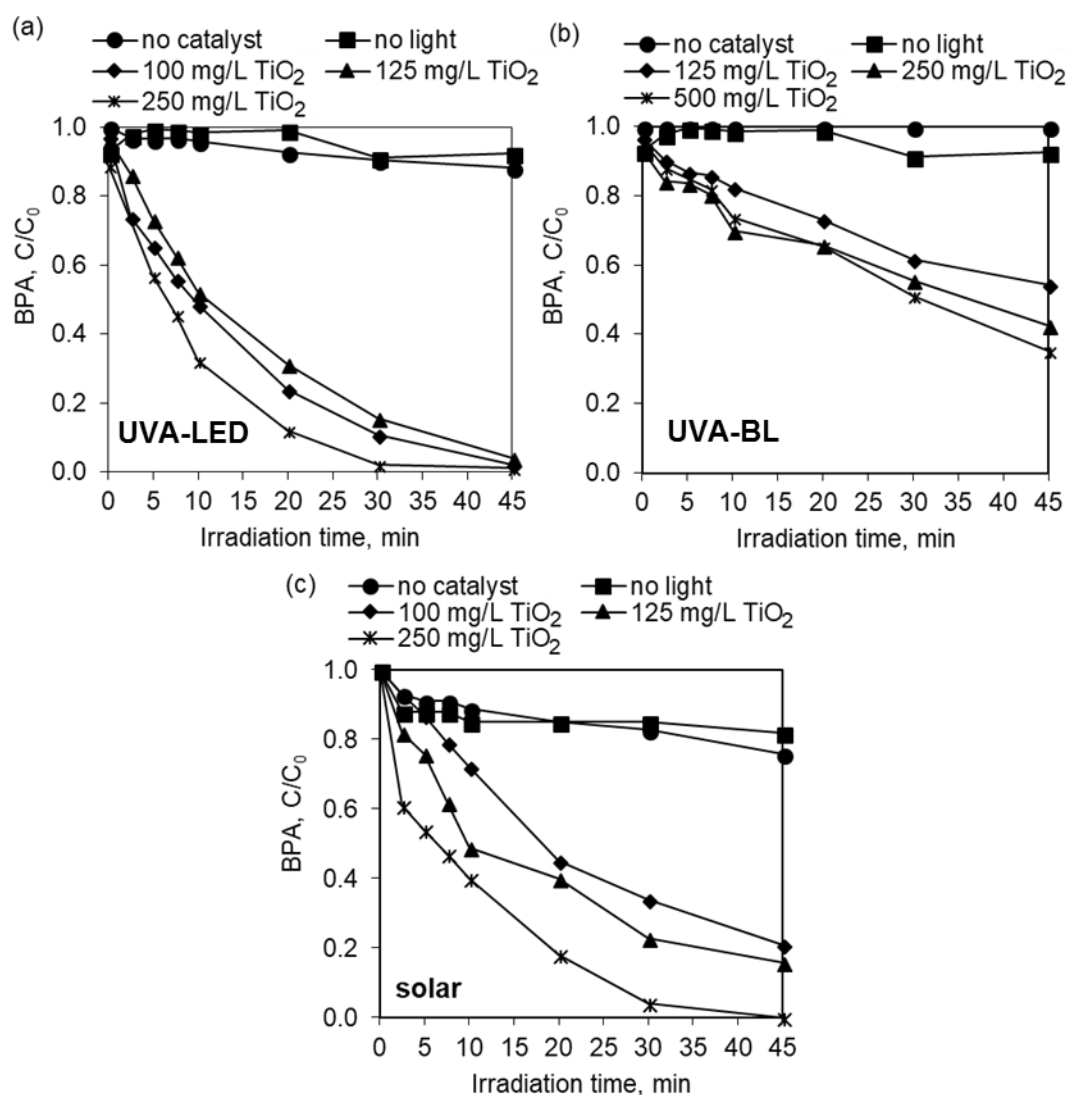 (a)
no catalyst no light
100 mg/L TiO2 125 mg/L TiO2
250 mg/L TiO2
BPA, C/C0
1.0
0.8
0.6
0.4
0.2
0.0
UVA-LED
0 5 10 15 20 25 30 35 40 45
Irradiation time, min
(b)
no catalyst no light
125 mg/L TiO2 250 mg/L TiO2
500 mg/L TiO2
BPA, C/C0
1.0
0.8
0.6
0.4
0.2
0.0
UVA-BL
0 5 10 15 20 25 30 35 40 45
Irradiation time, min
(c)
no catalyst no light
100 mg/L TiO2 125 mg/L TiO2
250 mg/L TiO2
BPA, C/C0
1.0
0.8
0.6
0.4
0.2
0.0
solar
0 5 10 15 20 25 30 35 40 45
Irradiation time, min